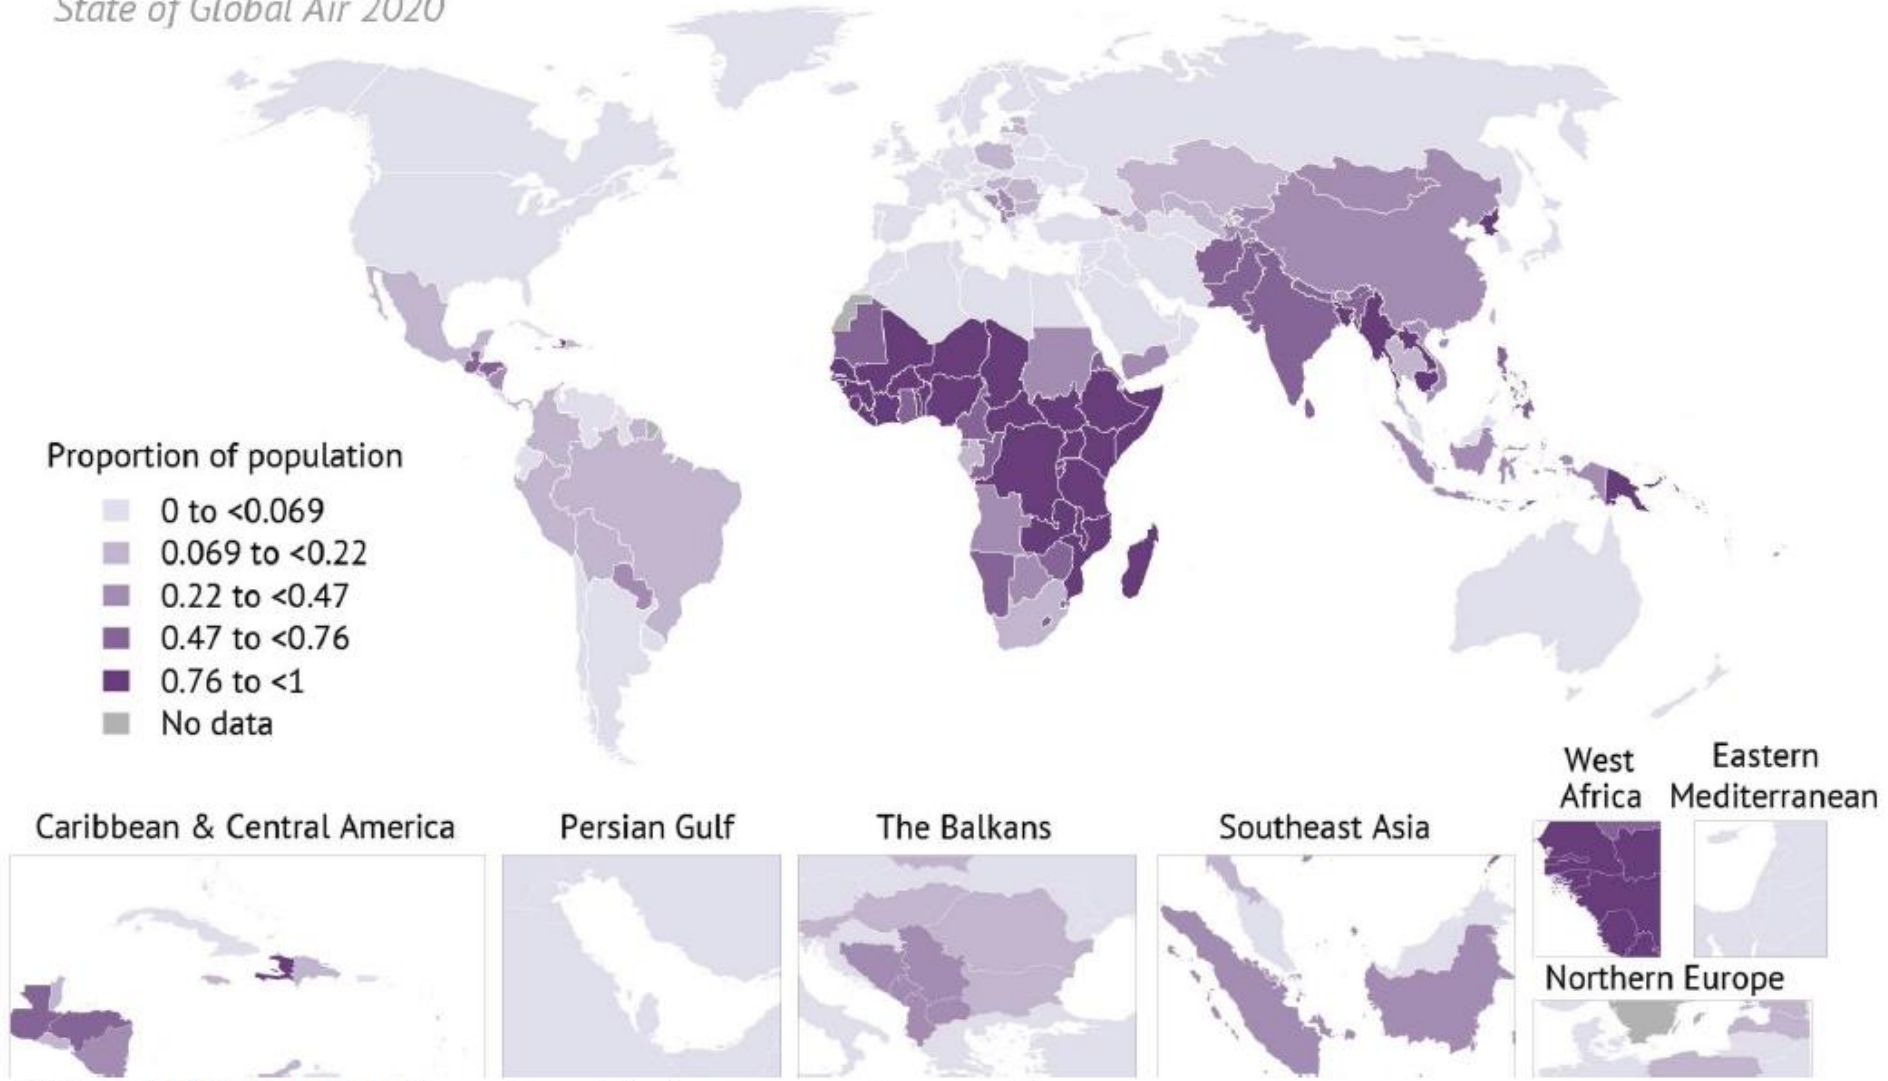 State of Global Air 2020
Proportion of population
0 to <0.069
0.069 to <0.22
0.22 to <0.47
0.47 to <0.76
0.76 to <1
No data
West Africa
Eastern Mediterranean
Caribbean & Central America
Persian Gulf
The Balkans
Southeast Asia
Northern Europe